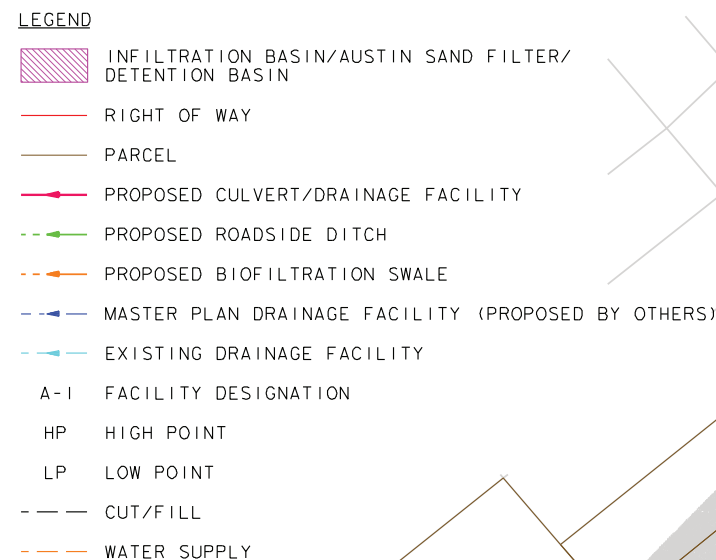 LEGEND
INFILTRATION BASIN/AUSTIN SAND FILTER/
DETENTION BASIN
RIGHT OF WAY
PARCEL
PROPOSED CULVERT/DRAINAGE FACILITY
PROPOSED ROADSIDE DITCH
PROPOSED BIOFILTRATION SWALE
MASTER PLAN DRAINAGE FACILITY (PROPOSED BY OTHERS)
EXISTING DRAINAGE FACILITY
A-1 FACILITY DESIGNATION
HP HIGH POINT
LP LOW POINT
CUT/FILL
WATER SUPPLY